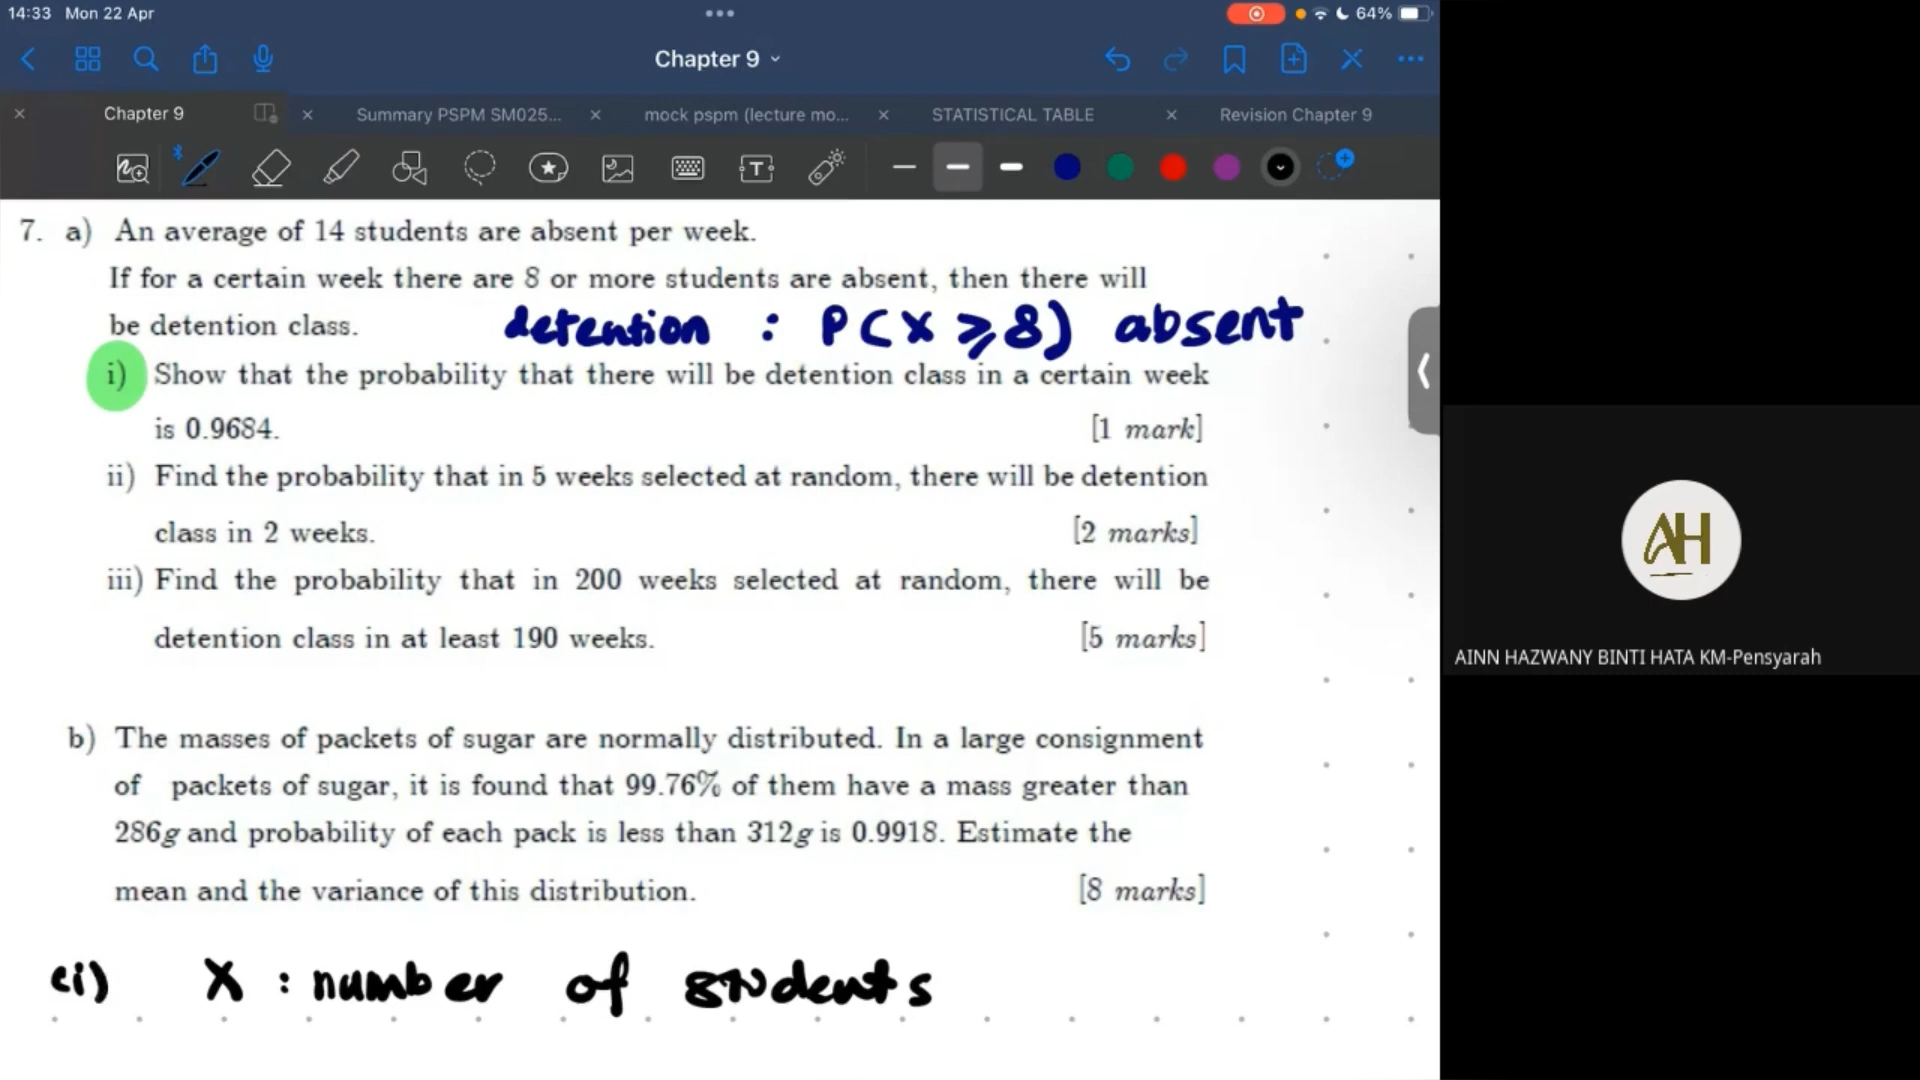 14:33 Mon 22 Apr
64%
Chapter 9
Chapter 9
Summary PSPM SM025...
mock pspm (lecture mo...
STATISTICAL TABLE
Revision Chapter 9
7. a) An average of 14 students are absent per week.
If for a certain week there are 8 or more students are absent, then there will
be detention class.
detention : P(X ⩾ 8) absent
i) Show that the probability that there will be detention class in a certain week
is 0.9684. [1 mark]
ii) Find the probability that in 5 weeks selected at random, there will be detention
class in 2 weeks. [2 marks]
iii) Find the probability that in 200 weeks selected at random, there will be
detention class in at least 190 weeks. [5 marks]
b) The masses of packets of sugar are normally distributed. In a large consignment
of packets of sugar, it is found that 99.76% of them have a mass greater than
286g and probability of each pack is less than 312g is 0.9918. Estimate the
mean and the variance of this distribution. [8 marks]
(i) X : number of students
AH
AINN HAZWANY BINTI HATA KM-Pensyarah